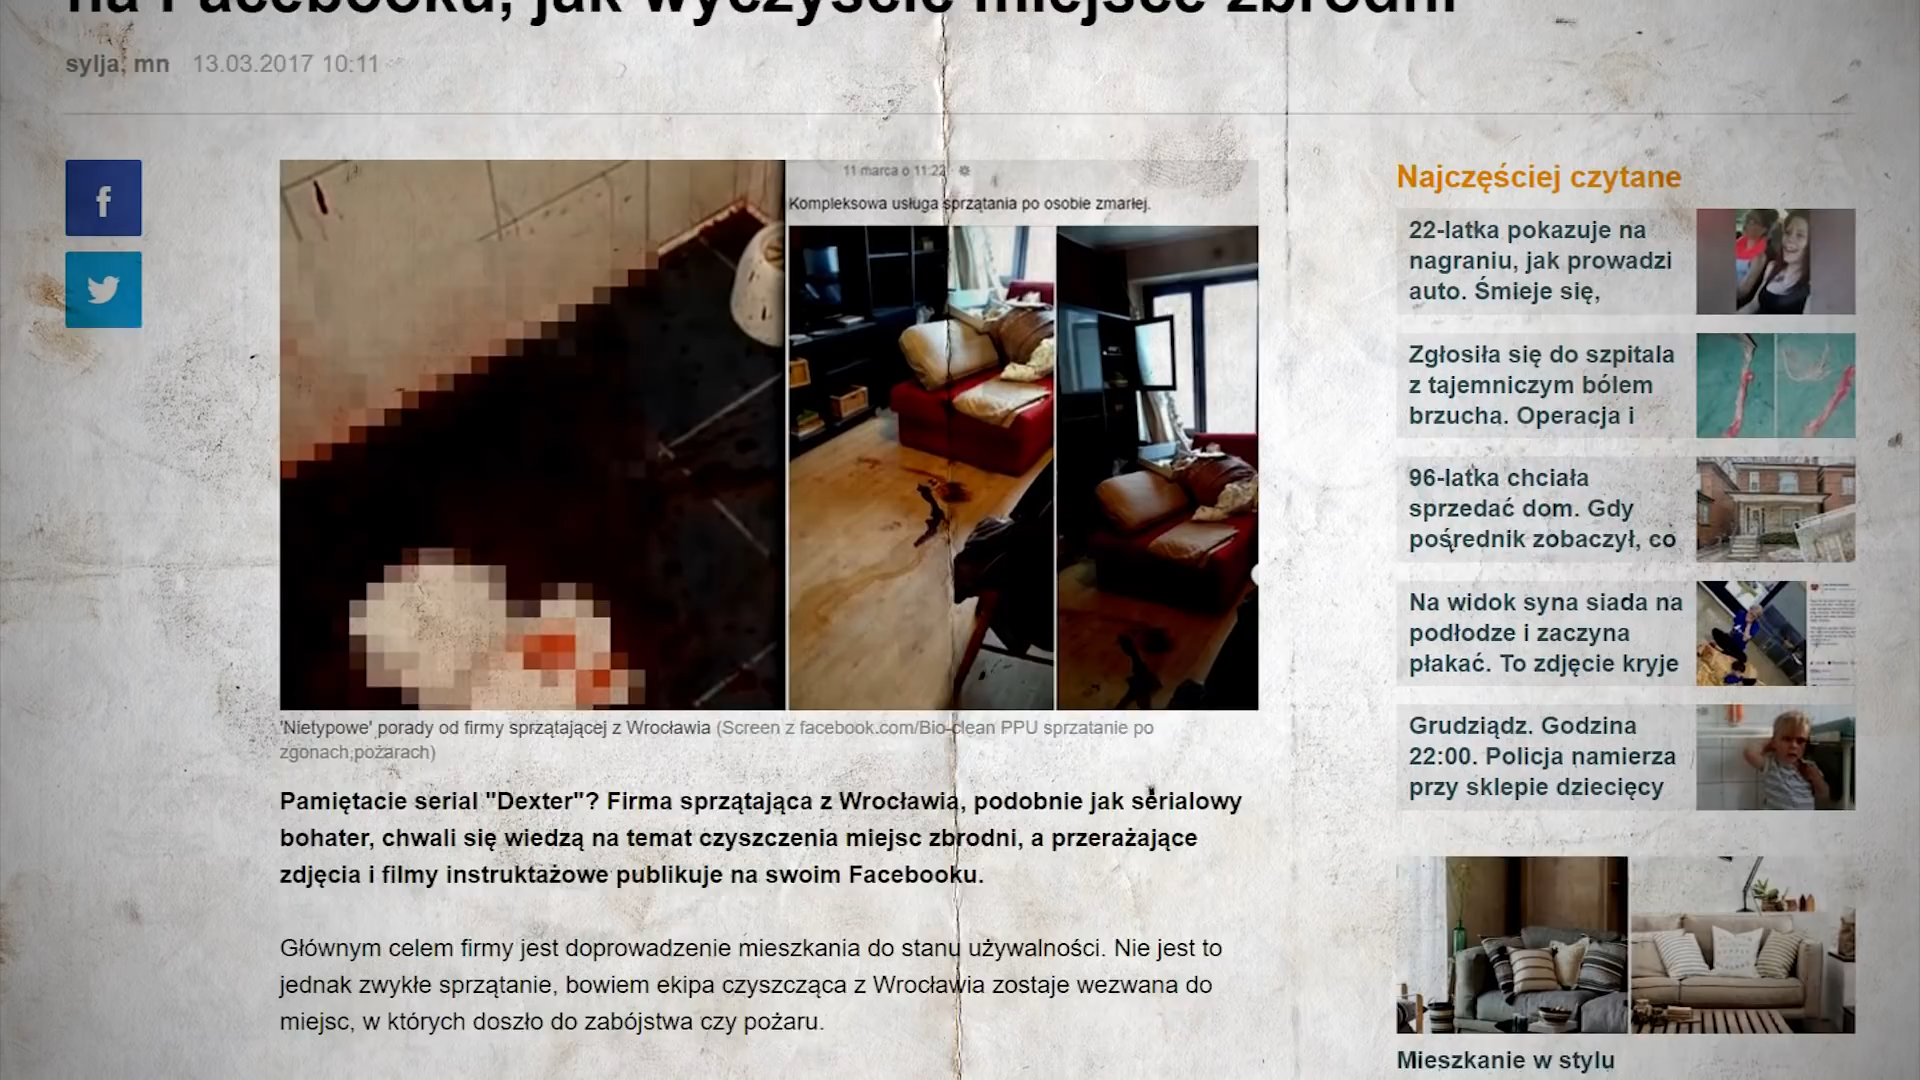 na Facebooku, jak wyczyścić miejsce zbrodni
sylja, mn 13.03.2017 10:11
11 marca o 11:22
Kompleksowa usługa sprzątania po osobie zmarłej.
'Nietypowe' porady od firmy sprzątającej z Wrocławia (Screen z facebook.com/Bio-clean PPU sprzatanie po
zgonach,pożarach)
Pamiętacie serial "Dexter"? Firma sprzątająca z Wrocławia, podobnie jak serialowy
bohater, chwali się wiedzą na temat czyszczenia miejsc zbrodni, a przerażające
zdjęcia i filmy instruktażowe publikuje na swoim Facebooku.
Głównym celem firmy jest doprowadzenie mieszkania do stanu używalności. Nie jest to
jednak zwykłe sprzątanie, bowiem ekipa czyszcząca z Wrocławia zostaje wezwana do
miejsc, w których doszło do zabójstwa czy pożaru.
Najczęściej czytane
22-latka pokazuje na
nagraniu, jak prowadzi
auto. Śmieje się,
Zgłosiła się do szpitala
z tajemniczym bólem
brzucha. Operacja i
96-latka chciała
sprzedać dom. Gdy
pośrednik zobaczył, co
Na widok syna siada na
podłodze i zaczyna
płakać. To zdjęcie kryje
Grudziądz. Godzina
22:00. Policja namierza
przy sklepie dziecięcy
Mieszkanie w stylu